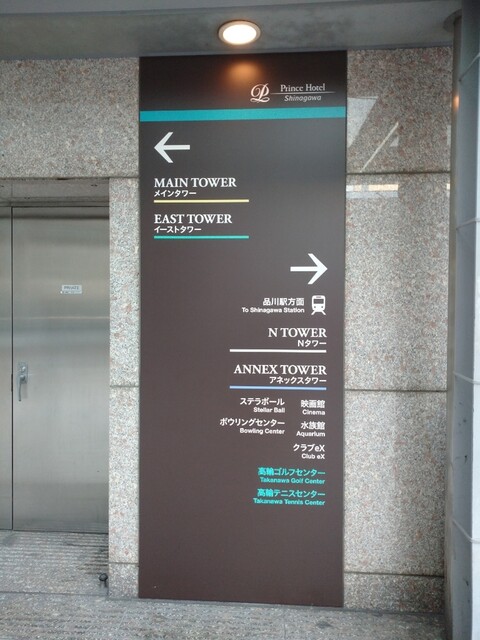 Prince Hotel
Shinagawa
MAIN TOWER
メインタワー
EAST TOWER
イーストタワー
品川駅方面
To Shinagawa Station
N TOWER
Nタワー
ANNEX TOWER
アネックスタワー
ステラボール 映画館
Stellar Ball Cinema
ボウリングセンター 水族館
Bowling Center Aquarium
クラブeX
Club eX
高輪ゴルフセンター
Takanawa Golf Center
高輪テニスセンター
Takanawa Tennis Center
PRIVATE